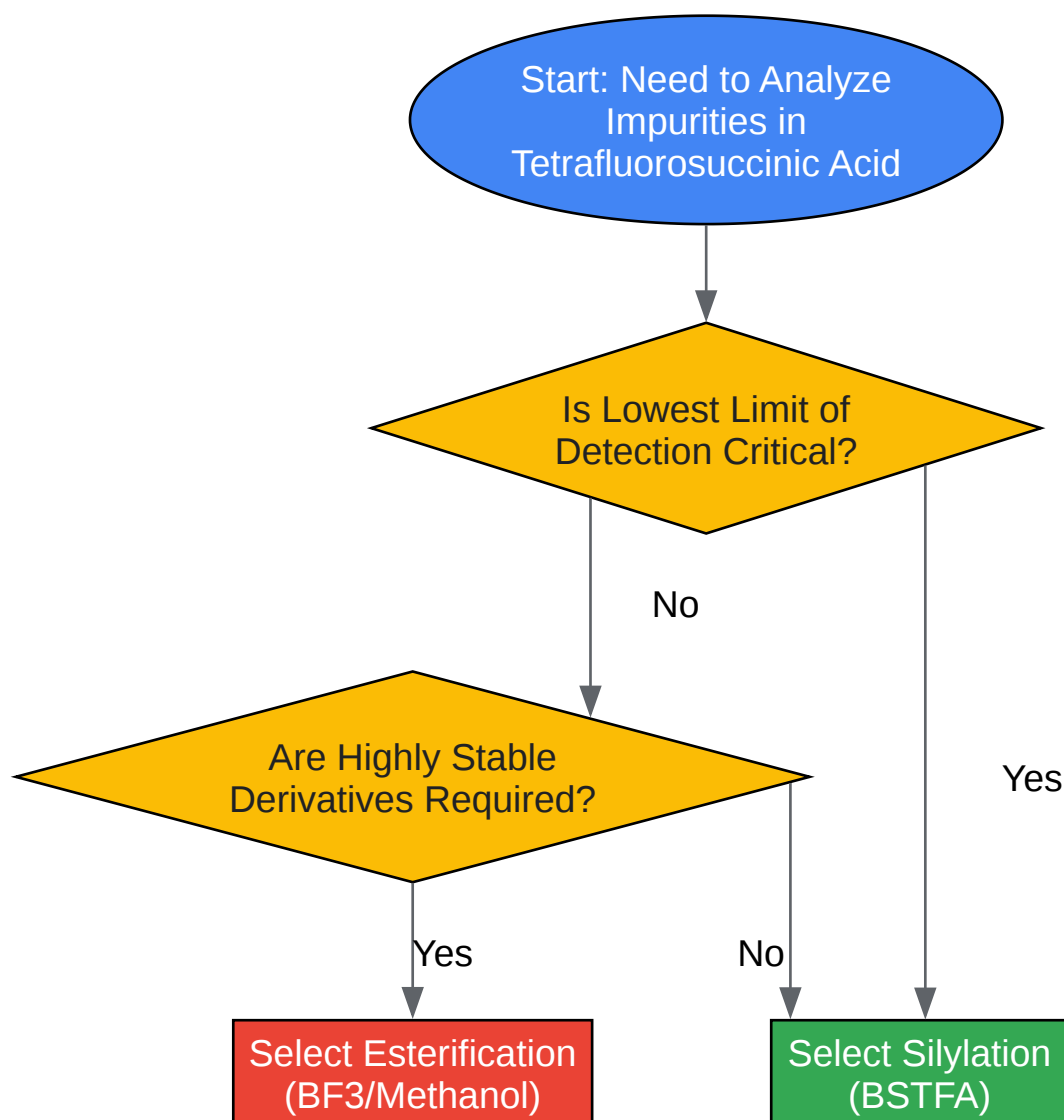 Start: Need to Analyze
Impurities in
Tetrafluorosuccinic Acid
Is Lowest Limit of
Detection Critical?
No
Are Highly Stable
Derivatives Required?
Yes
Yes
No
Select Esterification
(BF3/Methanol)
Select Silylation
(BSTFA)